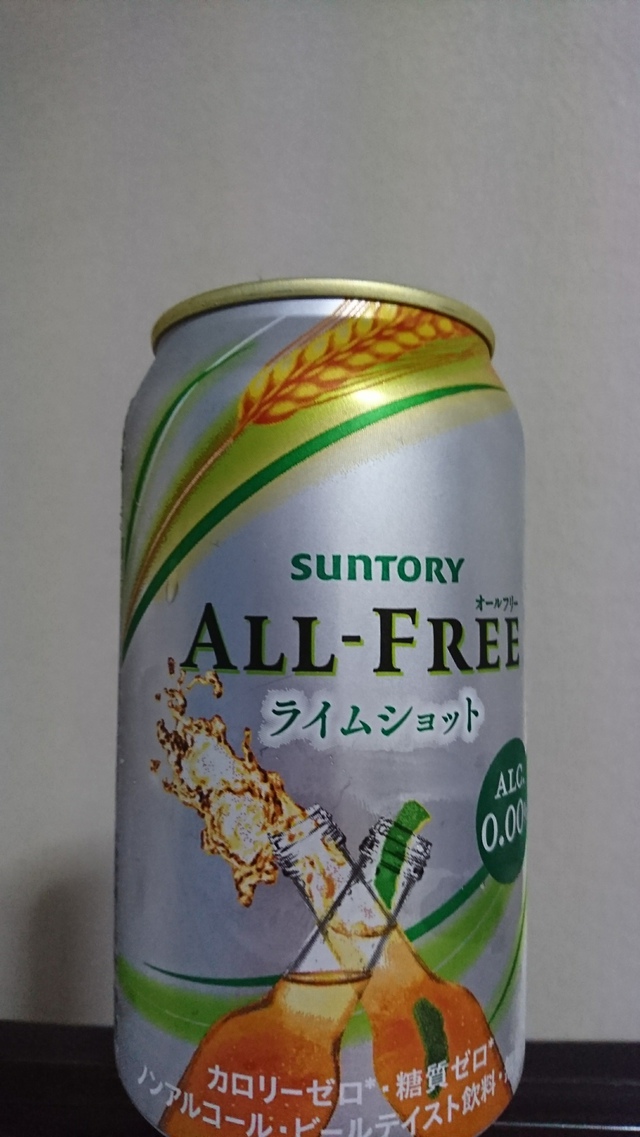 SUNTORY
オールフリー
ALL-FREE
ライムショット
ALC.
0.00
カロリーゼロ*・糖質ゼロ*
ノンアルコール・ビールテイスト飲料・